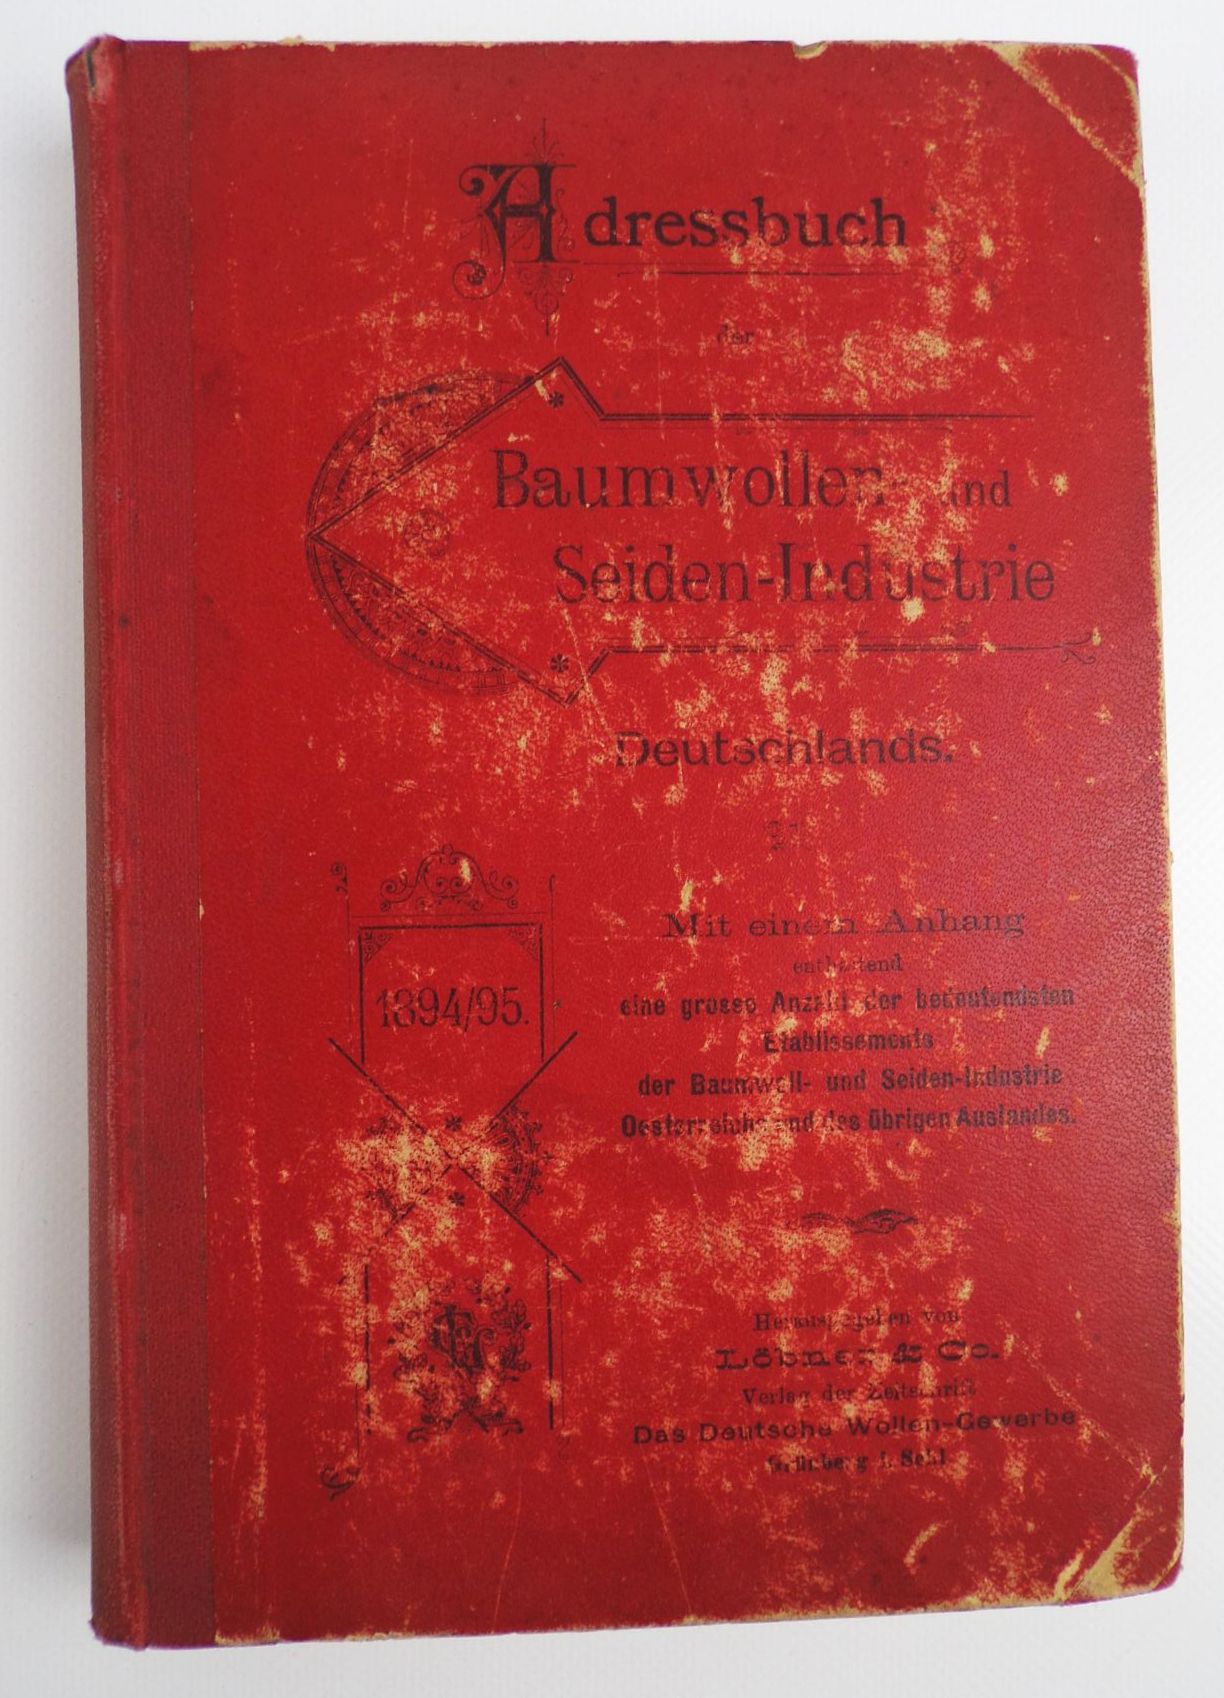 Adressbuch
der
Baumwollen- und
Seiden-Industrie
Deutschlands.
1894/95.
Mit einem Anhang
enthaltend
eine grosse Anzahl der bedeutendsten
Etablissements
der Baumwoll- und Seiden-Industrie
Oesterreichs und des übrigen Auslandes.
Herausgegeben von
Löbner & Co.
Verlag der Zeitschrift
Das Deutsche Wollen-Gewerbe
Grünberg i. Schl.